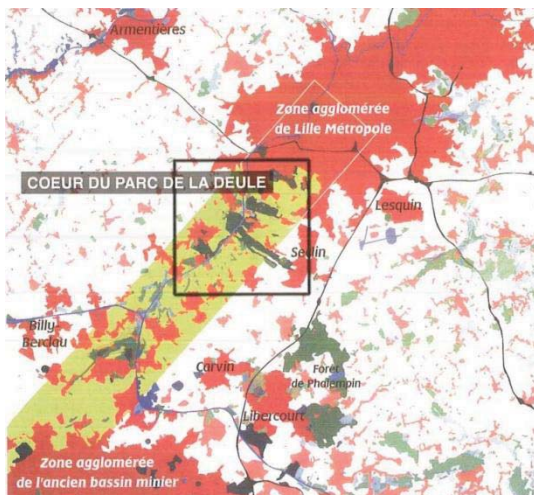 Armentières
Zone agglomérée
de Lille Métropole
COEUR DU PARC DE LA DEULE
Lesquin
Seclin
Billy-
Berclau
Carvin
Forêt
de Phalempin
Libercourt
Zone agglomérée
de l'ancien bassin minier